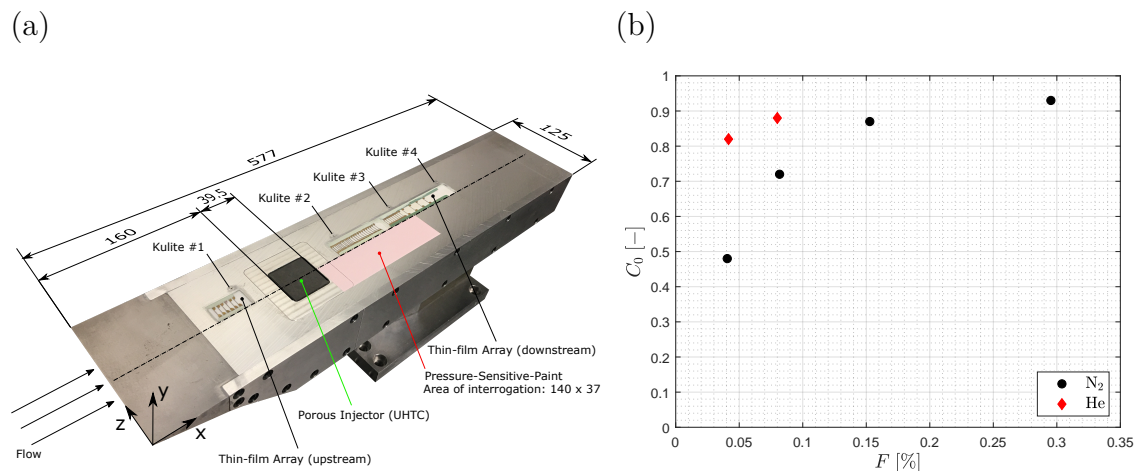 (a)
(b)
577
125
39.5
160
Kulite #4
Kulite #3
Kulite #2
Kulite #1
Thin-film Array (downstream)
Pressure-Sensitive-Paint
Area of interrogation: 140 x 37
Porous Injector (UHTC)
Thin-film Array (upstream)
Flow
y
z
x
C₀ [−]
1
0.9
0.8
0.7
0.6
0.5
0.4
0.3
0.2
0.1
0
0 0.05 0.1 0.15 0.2 0.25 0.3 0.35
F [%]
N₂
He